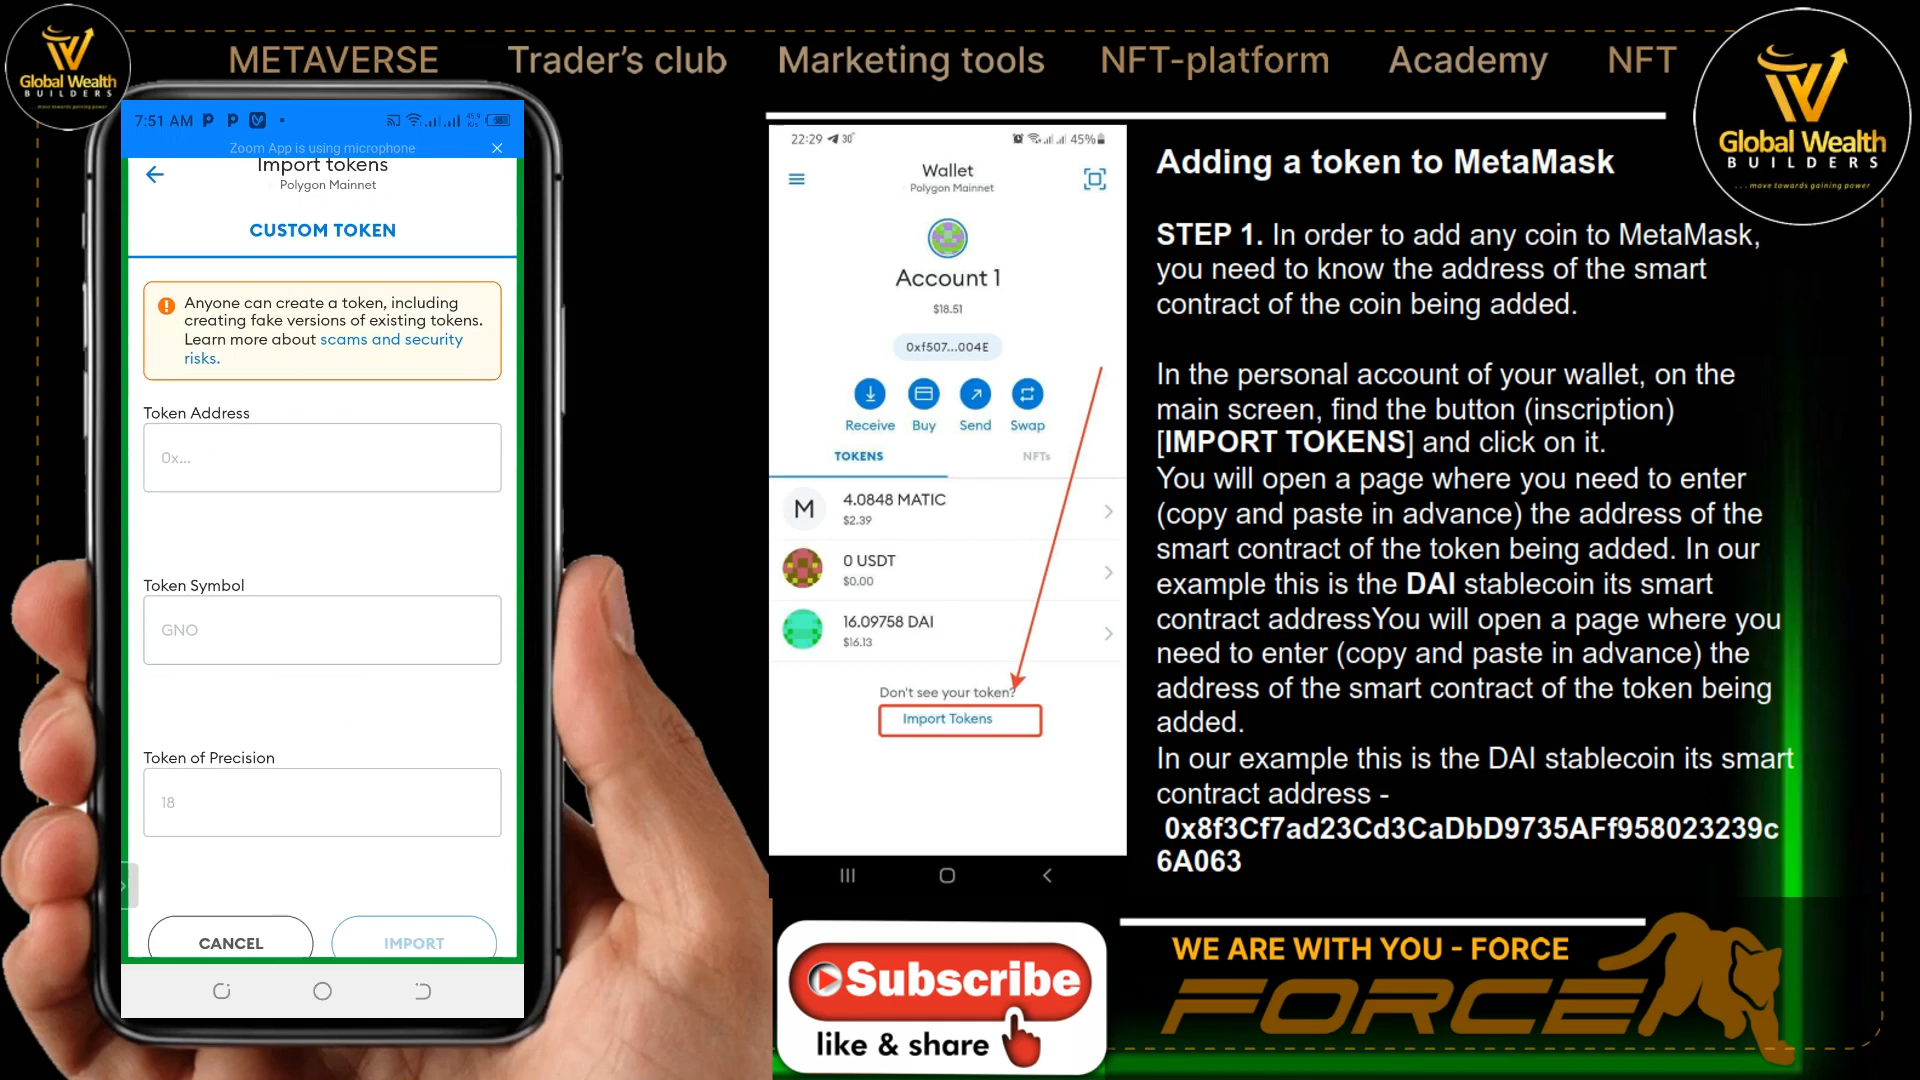 METAVERSE Trader's club Marketing tools NFT-platform Academy NFT
Global Wealth
BUILDERS
...move towards gaining power
7:51 AM
45.9
K/s
Zoom App is using microphone
Import tokens
Polygon Mainnet
CUSTOM TOKEN
Anyone can create a token, including
creating fake versions of existing tokens.
Learn more about scams and security
risks.
Token Address
0x...
Token Symbol
GNO
Token of Precision
18
CANCEL IMPORT
22:29 30° 45%
Wallet
Polygon Mainnet
Account 1
$18.51
0xf507...004E
Receive Buy Send Swap
TOKENS NFTs
M 4.0848 MATIC
$2.39
0 USDT
$0.00
16.09758 DAI
$16.13
Don't see your token?
Import Tokens
Subscribe
like & share
Global Wealth
BUILDERS
...move towards gaining power
Adding a token to MetaMask
STEP 1. In order to add any coin to MetaMask,
you need to know the address of the smart
contract of the coin being added.
In the personal account of your wallet, on the
main screen, find the button (inscription)
[IMPORT TOKENS] and click on it.
You will open a page where you need to enter
(copy and paste in advance) the address of the
smart contract of the token being added. In our
example this is the DAI stablecoin its smart
contract addressYou will open a page where you
need to enter (copy and paste in advance) the
address of the smart contract of the token being
added.
In our example this is the DAI stablecoin its smart
contract address -
0x8f3Cf7ad23Cd3CaDbD9735AFf958023239c
6A063
WE ARE WITH YOU - FORCE
FORCE